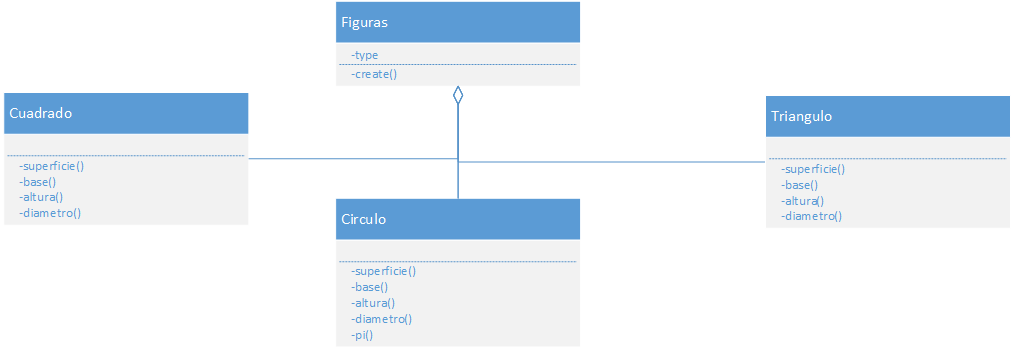 Figuras
-type
-create()
Cuadrado
-superficie()
-base()
-altura()
-diametro()
Triangulo
-superficie()
-base()
-altura()
-diametro()
Circulo
-superficie()
-base()
-altura()
-diametro()
-pi()